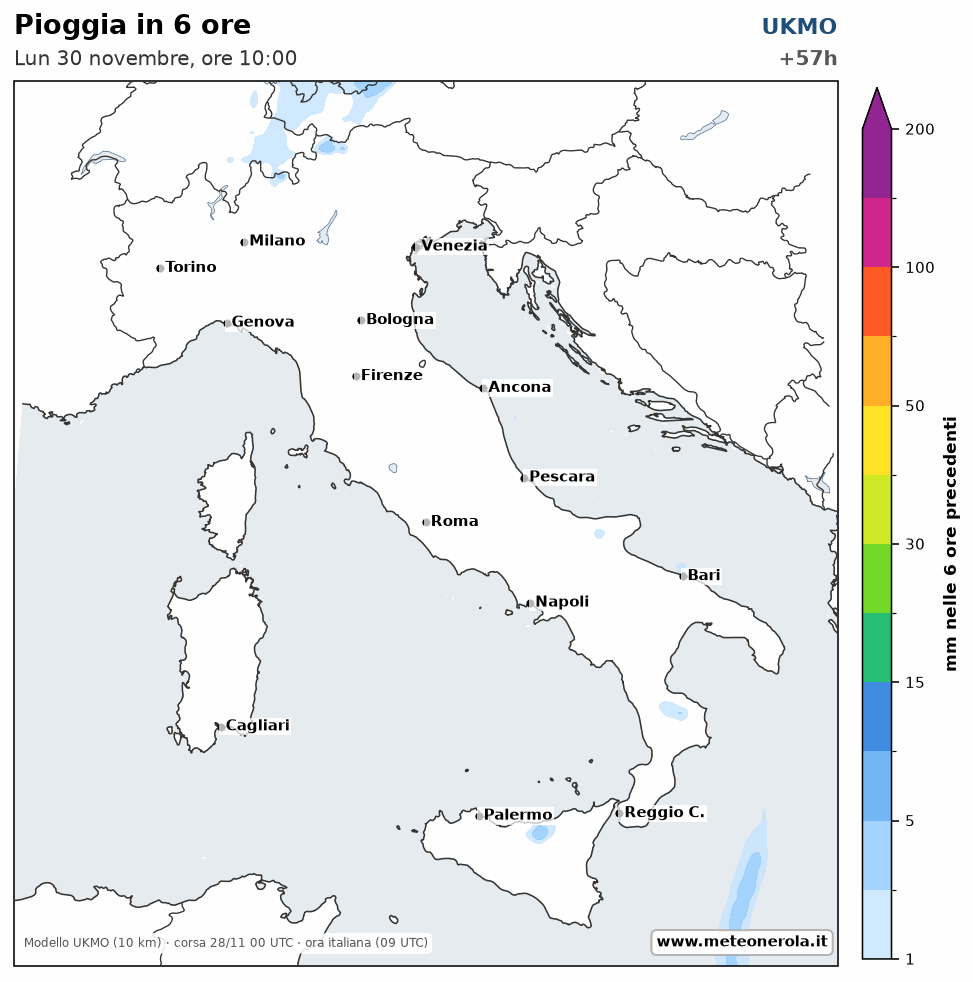 Pioggia in 6 ore
UKMO
Lun 30 novembre, ore 10:00
+57h
200
100
50
30
15
5
1
mm nelle 6 ore precedenti
Milano
Venezia
Torino
Genova
Bologna
Firenze
Ancona
Pescara
Roma
Bari
Napoli
Cagliari
Palermo
Reggio C.
Modello UKMO (10 km) · corsa 28/11 00 UTC · ora italiana (09 UTC)
www.meteonerola.it